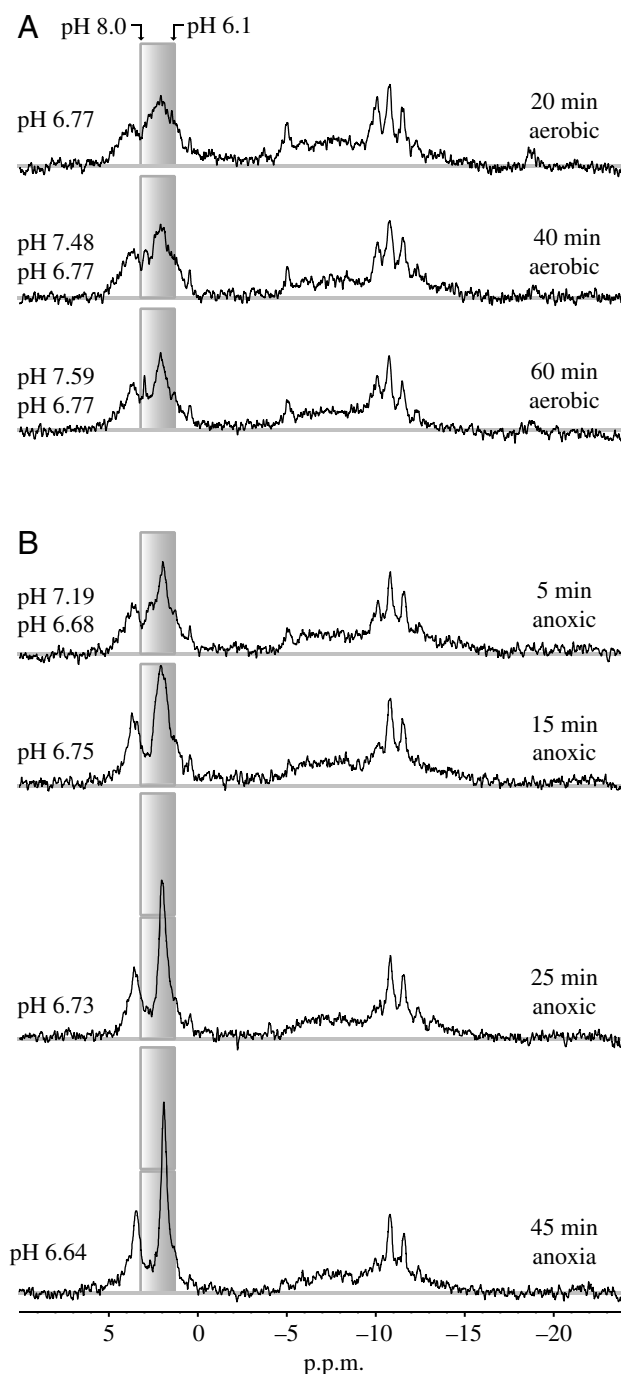 A
pH 8.0
pH 6.1
pH 6.77
20 min
aerobic
pH 7.48
pH 6.77
40 min
aerobic
pH 7.59
pH 6.77
60 min
aerobic
B
pH 7.19
pH 6.68
5 min
anoxic
pH 6.75
15 min
anoxic
pH 6.73
25 min
anoxic
pH 6.64
45 min
anoxia
5 0 –5 –10 –15 –20
p.p.m.